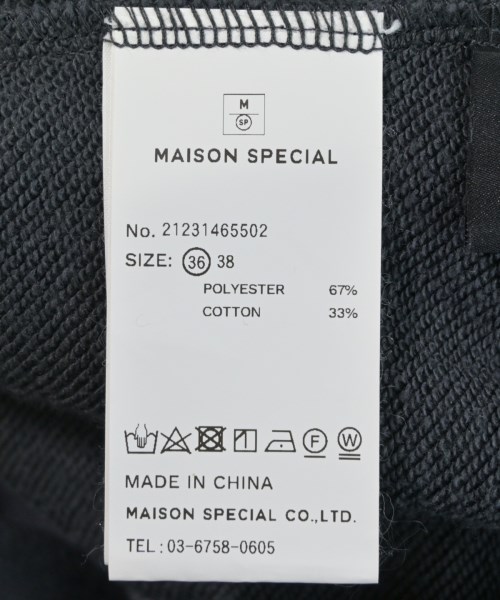 M
SP
MAISON SPECIAL
No. 21231465502
SIZE: 36 38
POLYESTER 67%
COTTON 33%
F W
MADE IN CHINA
MAISON SPECIAL CO.,LTD.
TEL : 03-6758-0605